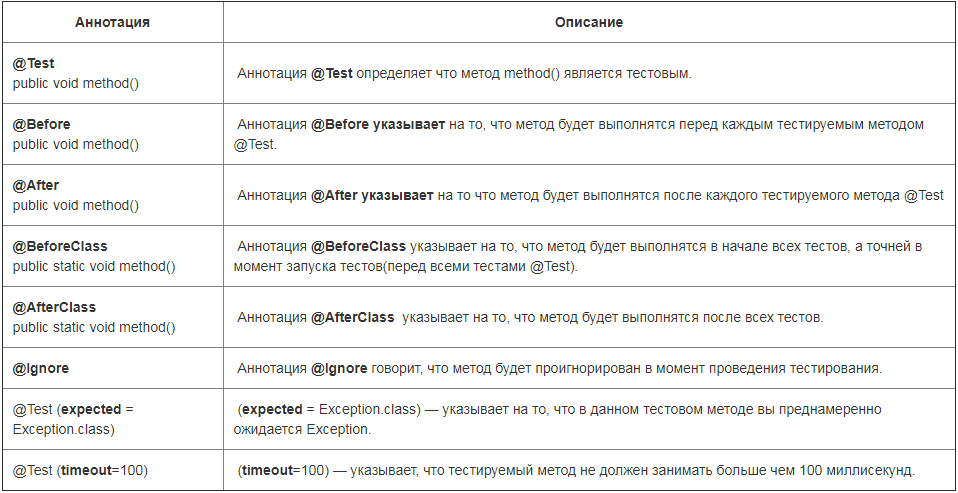 Аннотация
Описание
@Test
public void method()
Аннотация @Test определяет что метод method() является тестовым.
@Before
public void method()
Аннотация @Before указывает на то, что метод будет выполнятся перед каждым тестируемым методом
@Test.
@After
public void method()
Аннотация @After указывает на то что метод будет выполнятся после каждого тестируемого метода @Test
@BeforeClass
public static void method()
Аннотация @BeforeClass указывает на то, что метод будет выполнятся в начале всех тестов, а точней в
момент запуска тестов(перед всеми тестами @Test).
@AfterClass
public static void method()
Аннотация @AfterClass указывает на то, что метод будет выполнятся после всех тестов.
@Ignore
Аннотация @Ignore говорит, что метод будет проигнорирован в момент проведения тестирования.
@Test (expected =
Exception.class)
(expected = Exception.class) — указывает на то, что в данном тестовом методе вы преднамеренно
ожидается Exception.
@Test (timeout=100)
(timeout=100) — указывает, что тестируемый метод не должен занимать больше чем 100 миллисекунд.